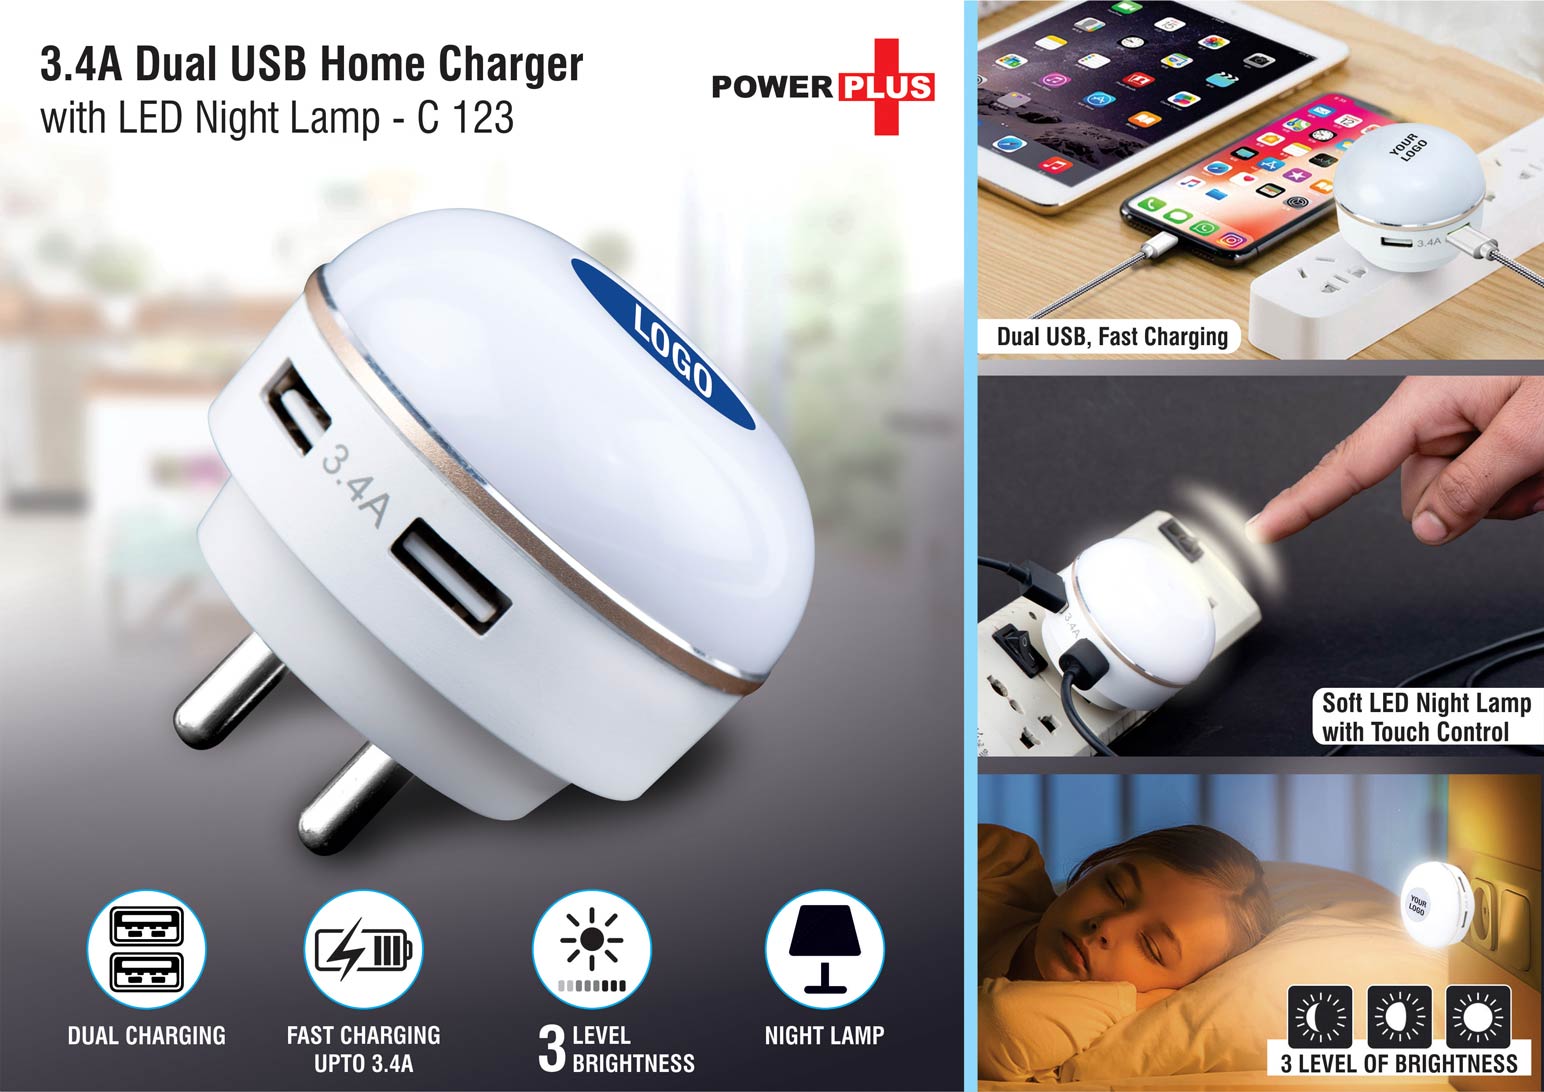 3.4A Dual USB Home Charger
with LED Night Lamp - C 123
POWER PLUS
LOGO
3.4A
DUAL CHARGING
FAST CHARGING
UPTO 3.4A
3 LEVEL
BRIGHTNESS
NIGHT LAMP
YOUR
LOGO
3.4A
Dual USB, Fast Charging
3.4A
Soft LED Night Lamp
with Touch Control
YOUR
LOGO
3 LEVEL OF BRIGHTNESS